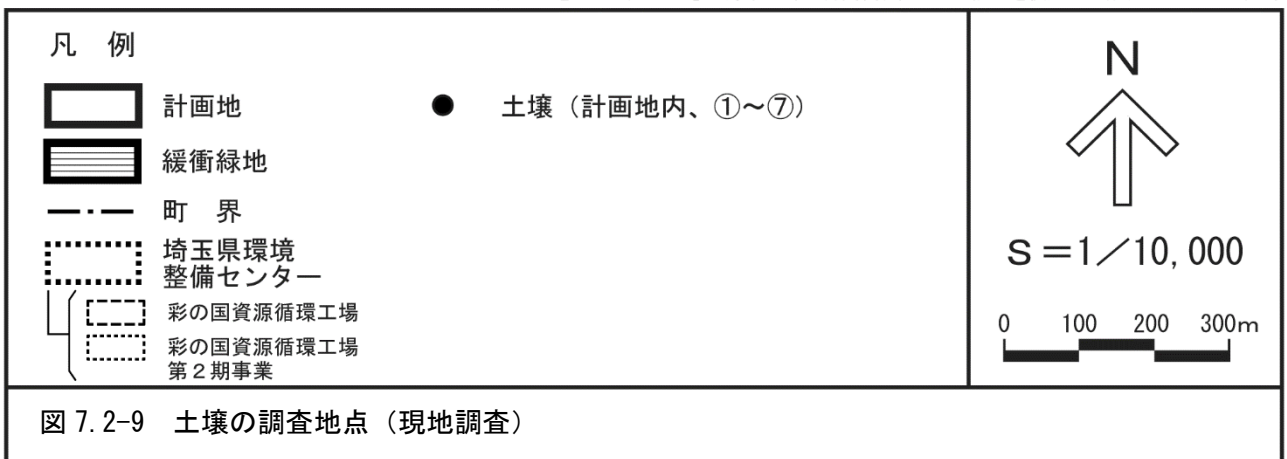 凡　例
計画地
● 土壌（計画地内、①～⑦）
緩衝緑地
町　界
埼玉県環境
整備センター
彩の国資源循環工場
彩の国資源循環工場
第２期事業
N
S＝1／10,000
0 100 200 300m
図 7.2-9　土壌の調査地点（現地調査）